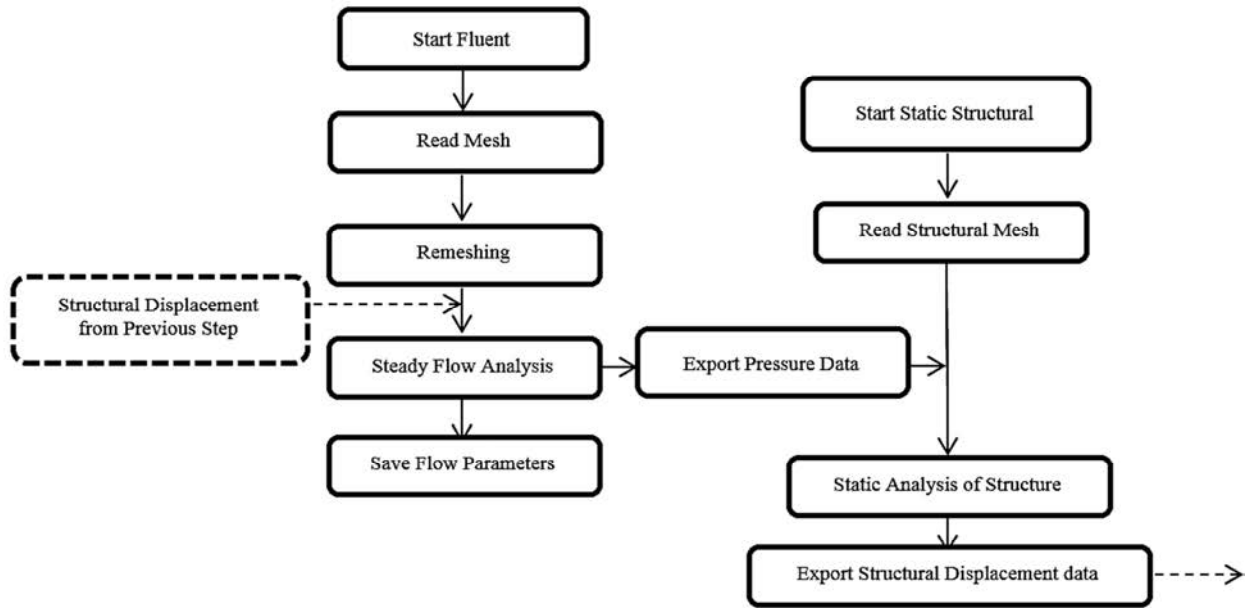 Start Fluent
Read Mesh
Remeshing
Structural Displacement
from Previous Step
Steady Flow Analysis
Export Pressure Data
Save Flow Parameters
Start Static Structural
Read Structural Mesh
Static Analysis of Structure
Export Structural Displacement data